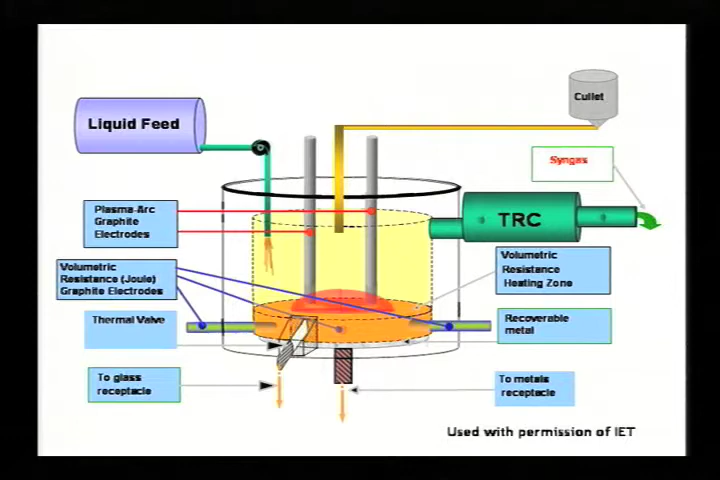 Cullet
Liquid Feed
Syngas
Plasma-Arc
Graphite
Electrodes
TRC
Volumetric
Resistance
Heating Zone
Volumetric
Resistance (Joule)
Graphite Electrodes
Thermal Valve
Recoverable
metal
To glass
receptacle
To metals
receptacle
Used with permission of IET